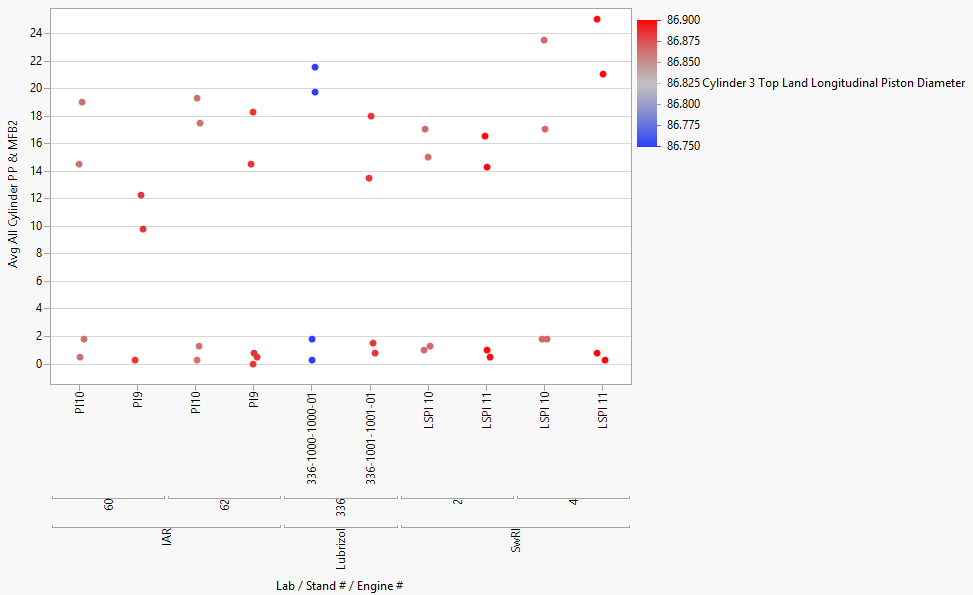 Avg All Cylinder PP & MFB2
24
22
20
18
16
14
12
10
8
6
4
2
0
86.900
86.875
86.850
86.825
86.800
86.775
86.750
Cylinder 3 Top Land Longitudinal Piston Diameter
PI10
PI9
PI10
PI9
336-1000-1000-01
336-1001-1001-01
LSPI 10
LSPI 11
LSPI 10
LSPI 11
60
62
336
2
4
IAR
Lubrizol
SwRI
Lab / Stand # / Engine #